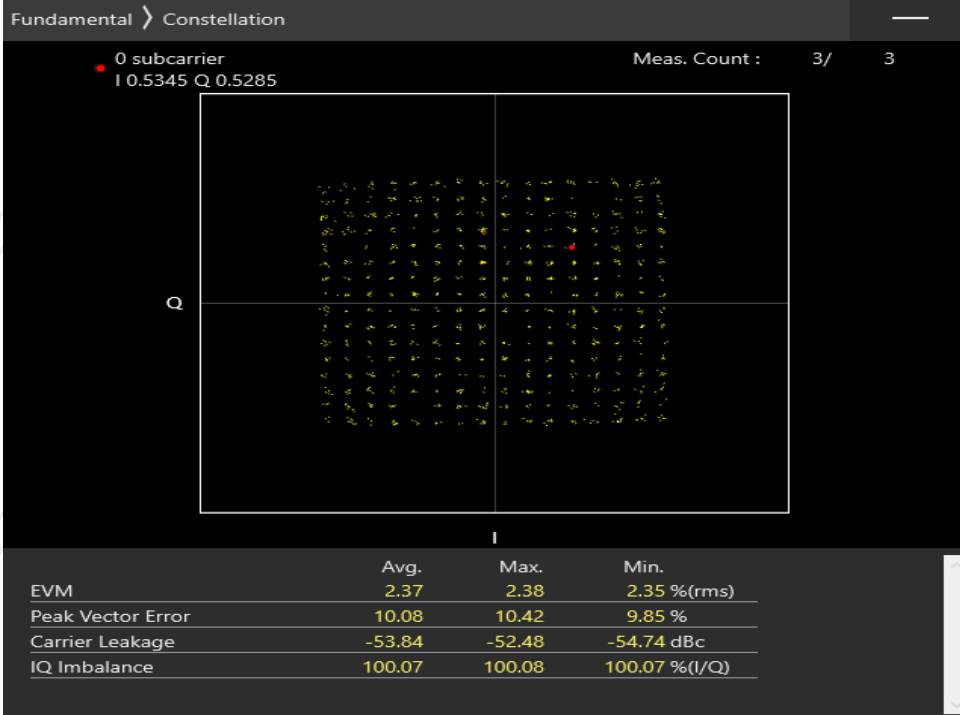 Fundamental ❯ Constellation
0 subcarrier
I 0.5345 Q 0.5285
Meas. Count : 3/ 3
Q
I
Avg. Max. Min.
EVM 2.37 2.38 2.35 %(rms)
Peak Vector Error 10.08 10.42 9.85 %
Carrier Leakage -53.84 -52.48 -54.74 dBc
IQ Imbalance 100.07 100.08 100.07 %(I/Q)